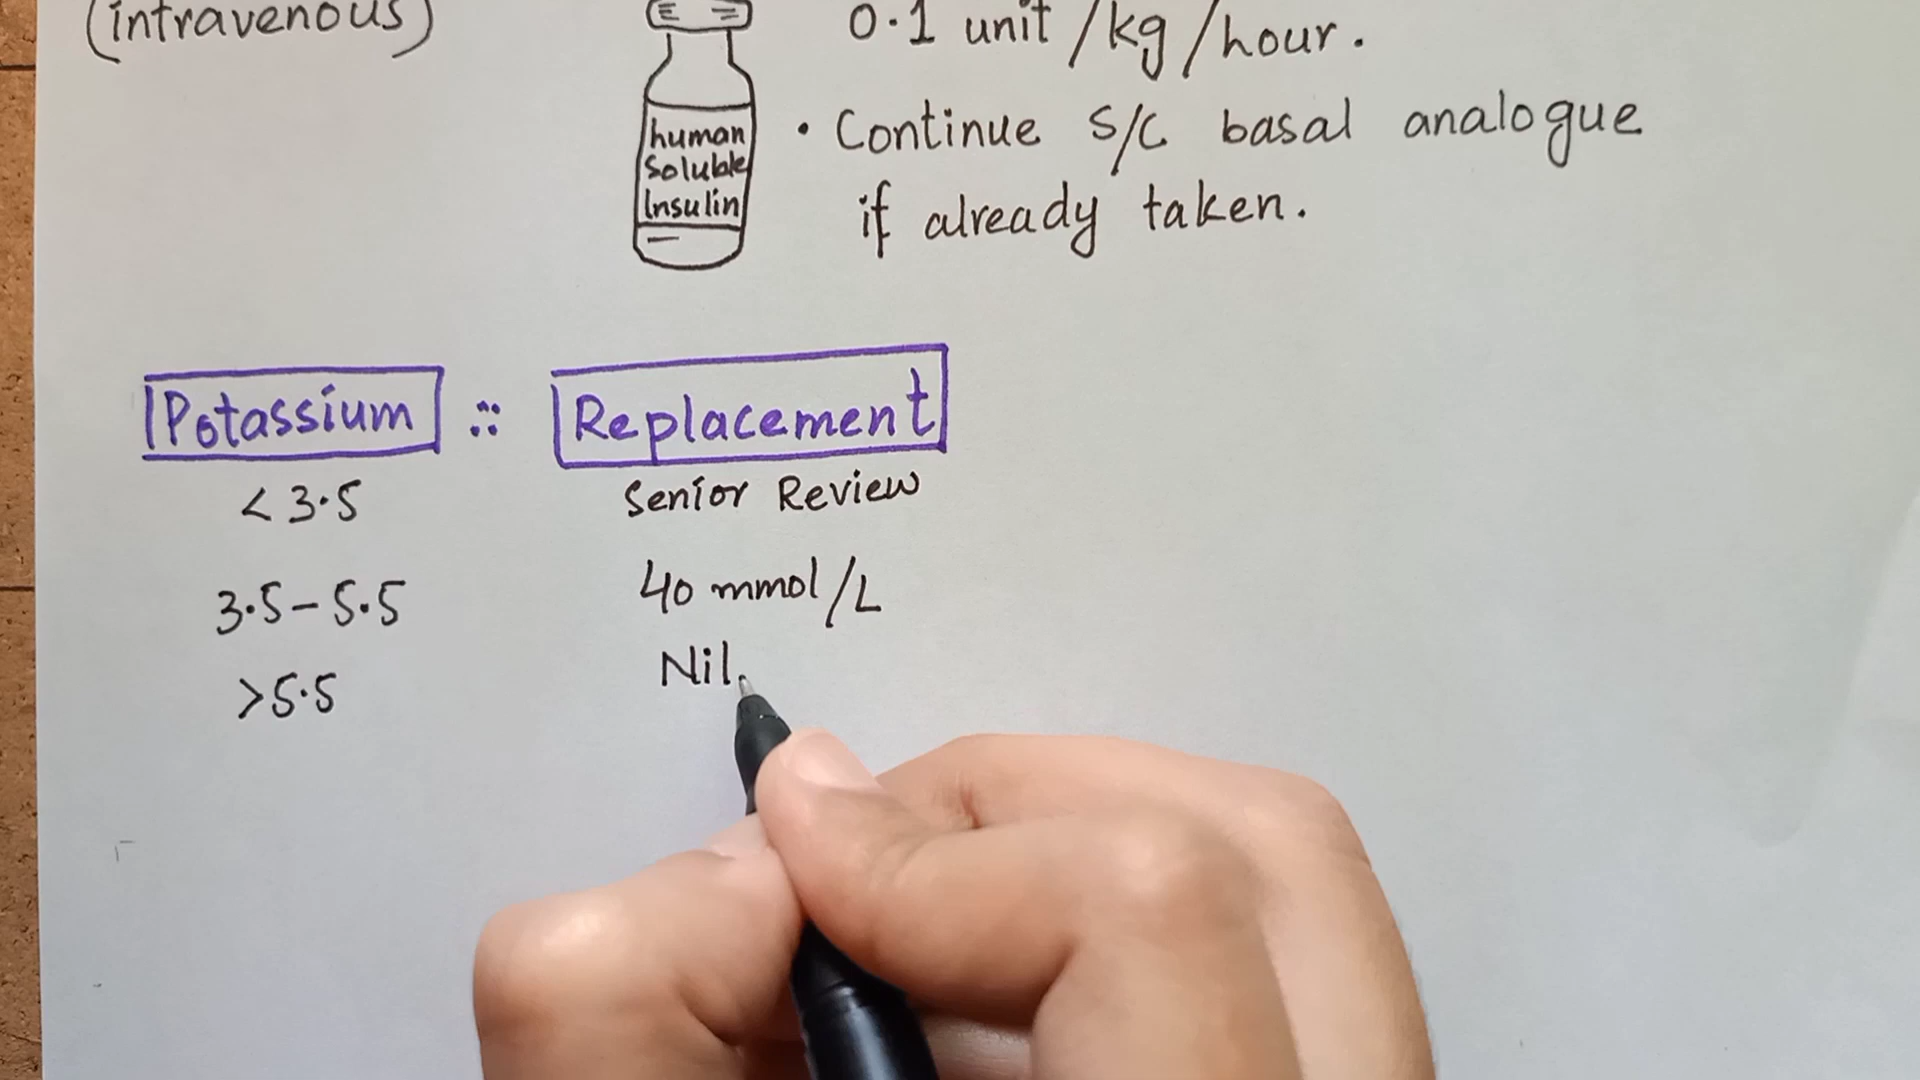 (intravenous)
0.1 unit/kg/hour.
human
Soluble
Insulin
• Continue S/C basal analogue
if already taken.
Potassium :: Replacement
< 3.5 Senior Review
3.5 - 5.5 40 mmol/L
>5.5 Nil.